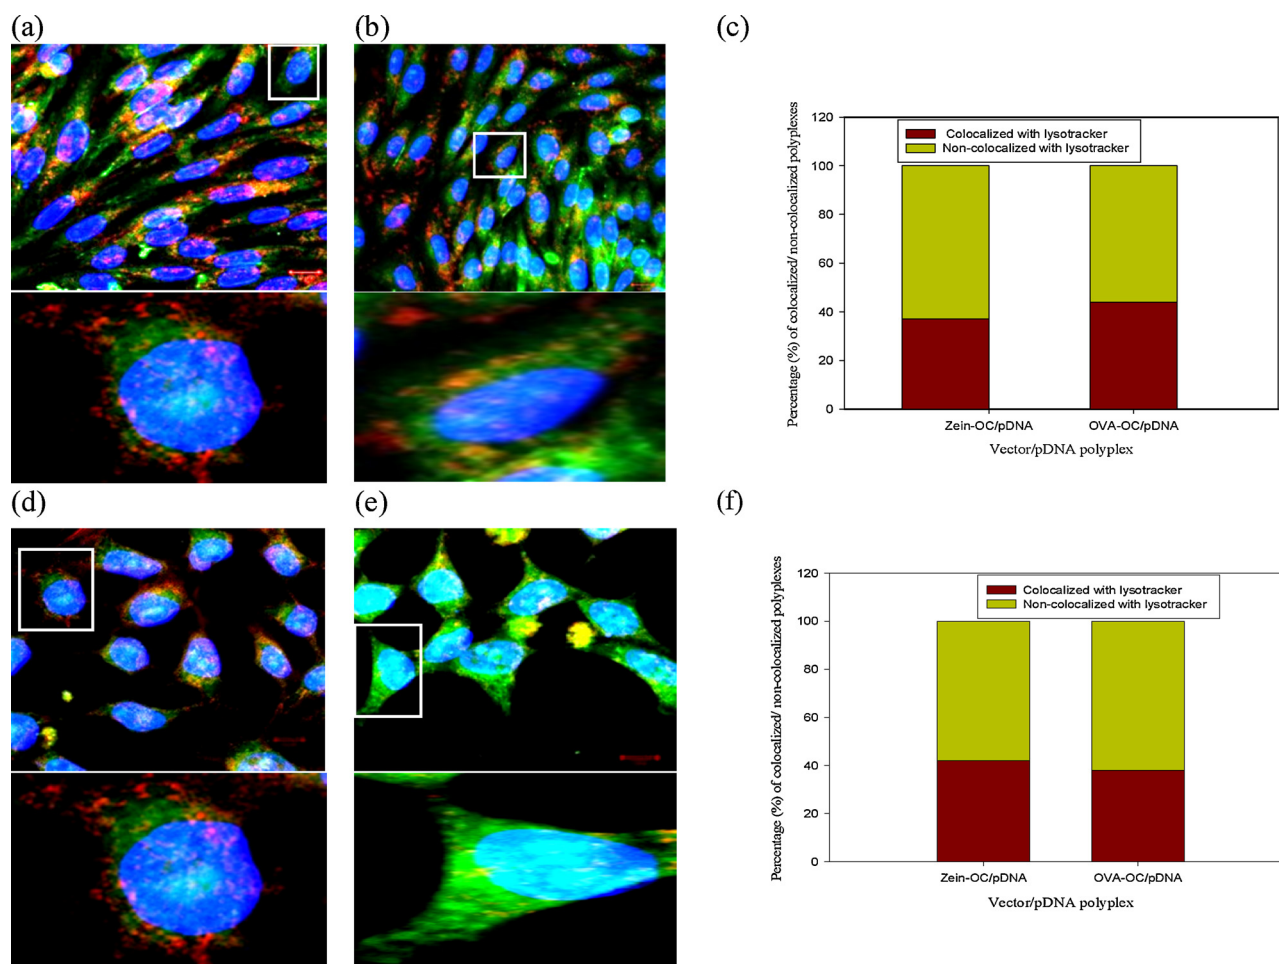 (a)
(b)
(c)
Percentage (%) of colocalized/ non-colocalized polyplexes
120
100
80
60
40
20
0
Colocalized with lysotracker
Non-colocalized with lysotracker
Zein-OC/pDNA
OVA-OC/pDNA
Vector/pDNA polyplex
(d)
(e)
(f)
Percentage (%) of colocalized/ non-colocalized polyplexes
120
100
80
60
40
20
0
Colocalized with lysotracker
Non-colocalized with lysotracker
Zein-OC/pDNA
OVA-OC/pDNA
Vector/pDNA polyplex